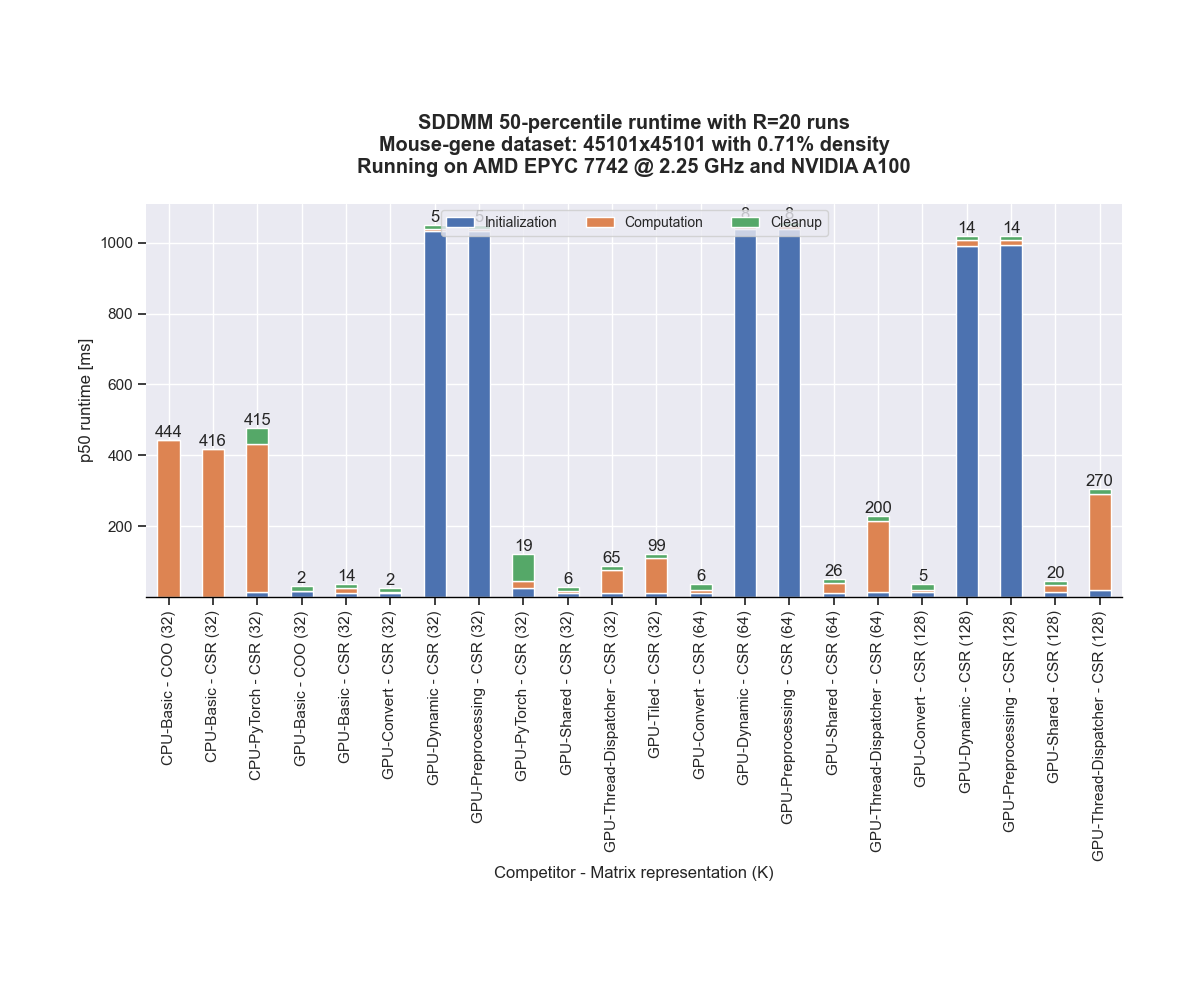 SDDMM 50-percentile runtime with R=20 runs
Mouse-gene dataset: 45101x45101 with 0.71% density
Running on AMD EPYC 7742 @ 2.25 GHz and NVIDIA A100
Initialization Computation Cleanup
p50 runtime [ms]
1000
800
600
400
200
444 416 415 2 14 2 5 5 19 6 65 99 6 8 8 26 200 5 14 14 20 270
CPU-Basic - COO (32)
CPU-Basic - CSR (32)
CPU-PyTorch - CSR (32)
GPU-Basic - COO (32)
GPU-Basic - CSR (32)
GPU-Convert - CSR (32)
GPU-Dynamic - CSR (32)
GPU-Preprocessing - CSR (32)
GPU-PyTorch - CSR (32)
GPU-Shared - CSR (32)
GPU-Thread-Dispatcher - CSR (32)
GPU-Tiled - CSR (32)
GPU-Convert - CSR (64)
GPU-Dynamic - CSR (64)
GPU-Preprocessing - CSR (64)
GPU-Shared - CSR (64)
GPU-Thread-Dispatcher - CSR (64)
GPU-Convert - CSR (128)
GPU-Dynamic - CSR (128)
GPU-Preprocessing - CSR (128)
GPU-Shared - CSR (128)
GPU-Thread-Dispatcher - CSR (128)
Competitor - Matrix representation (K)